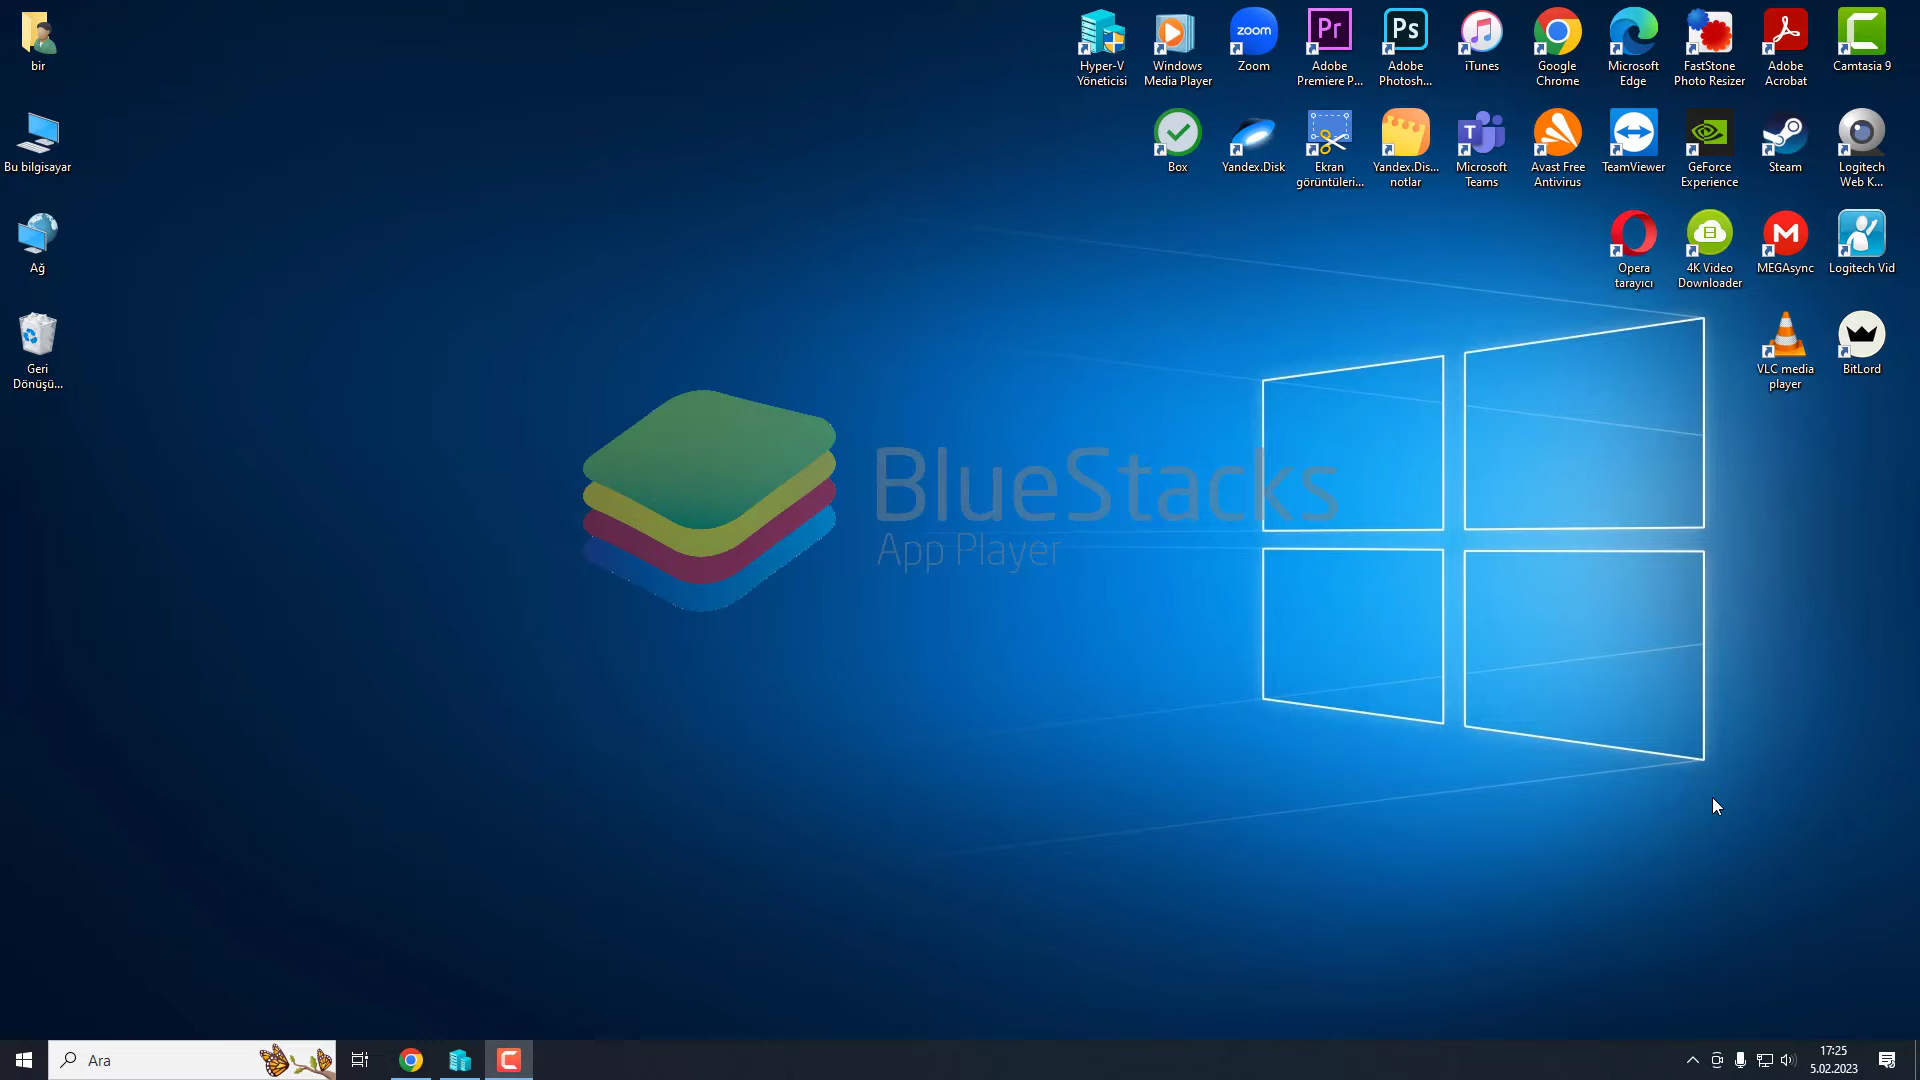 bir
Bu bilgisayar
Ağ
Geri
Dönüşü...
Hyper-V
Yöneticisi
Windows
Media Player
zoom
Zoom
Pr
Adobe
Premiere P...
Ps
Adobe
Photosh...
iTunes
Google
Chrome
Microsoft
Edge
FastStone
Photo Resizer
Adobe
Acrobat
Camtasia 9
Box
Yandex.Disk
Ekran
görüntüleri...
Yandex.Dis...
notlar
T
Microsoft
Teams
Avast Free
Antivirus
TeamViewer
GeForce
Experience
Steam
Logitech
Web K...
Opera
tarayıcı
4K Video
Downloader
M
MEGAsync
Logitech Vid
VLC media
player
BitLord
BlueStacks
App Player
Ara
17:25
5.02.2023